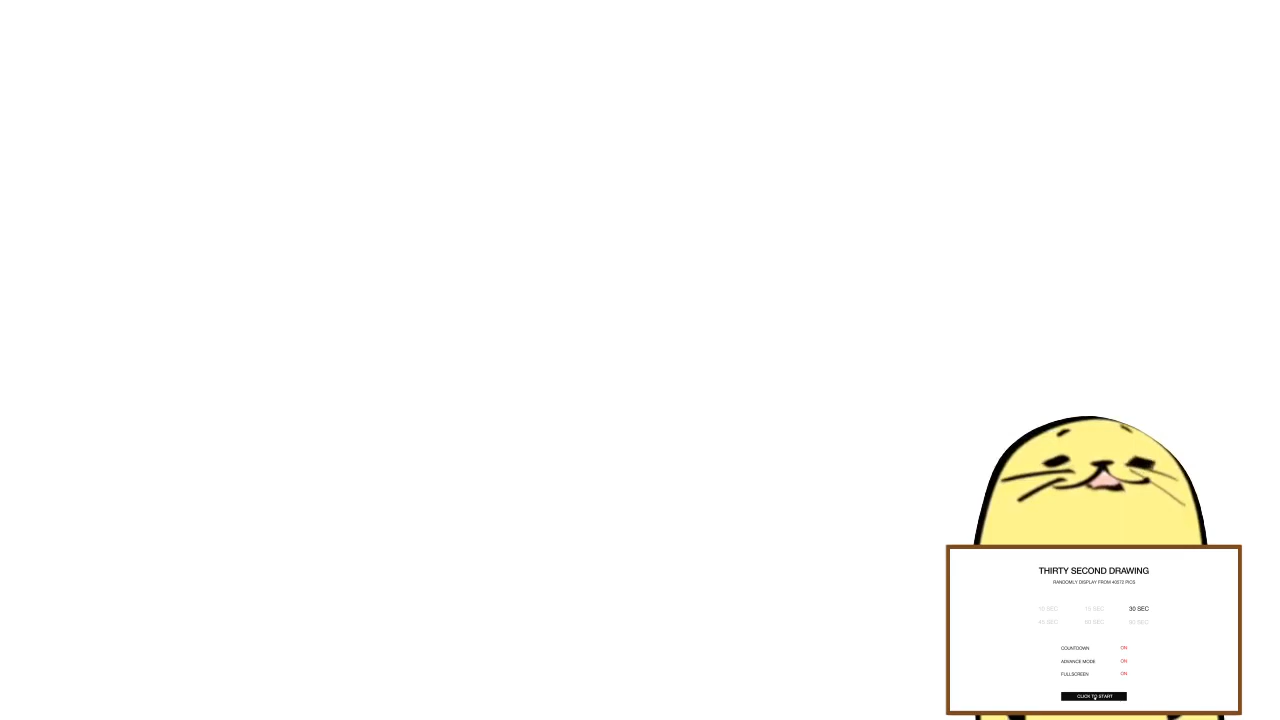 THIRTY SECOND DRAWING
RANDOMLY DISPLAY FROM 40572 PICS
10 SEC 15 SEC 30 SEC
45 SEC 60 SEC 90 SEC
COUNTDOWN ON
ADVANCE MODE ON
FULLSCREEN ON
CLICK TO START